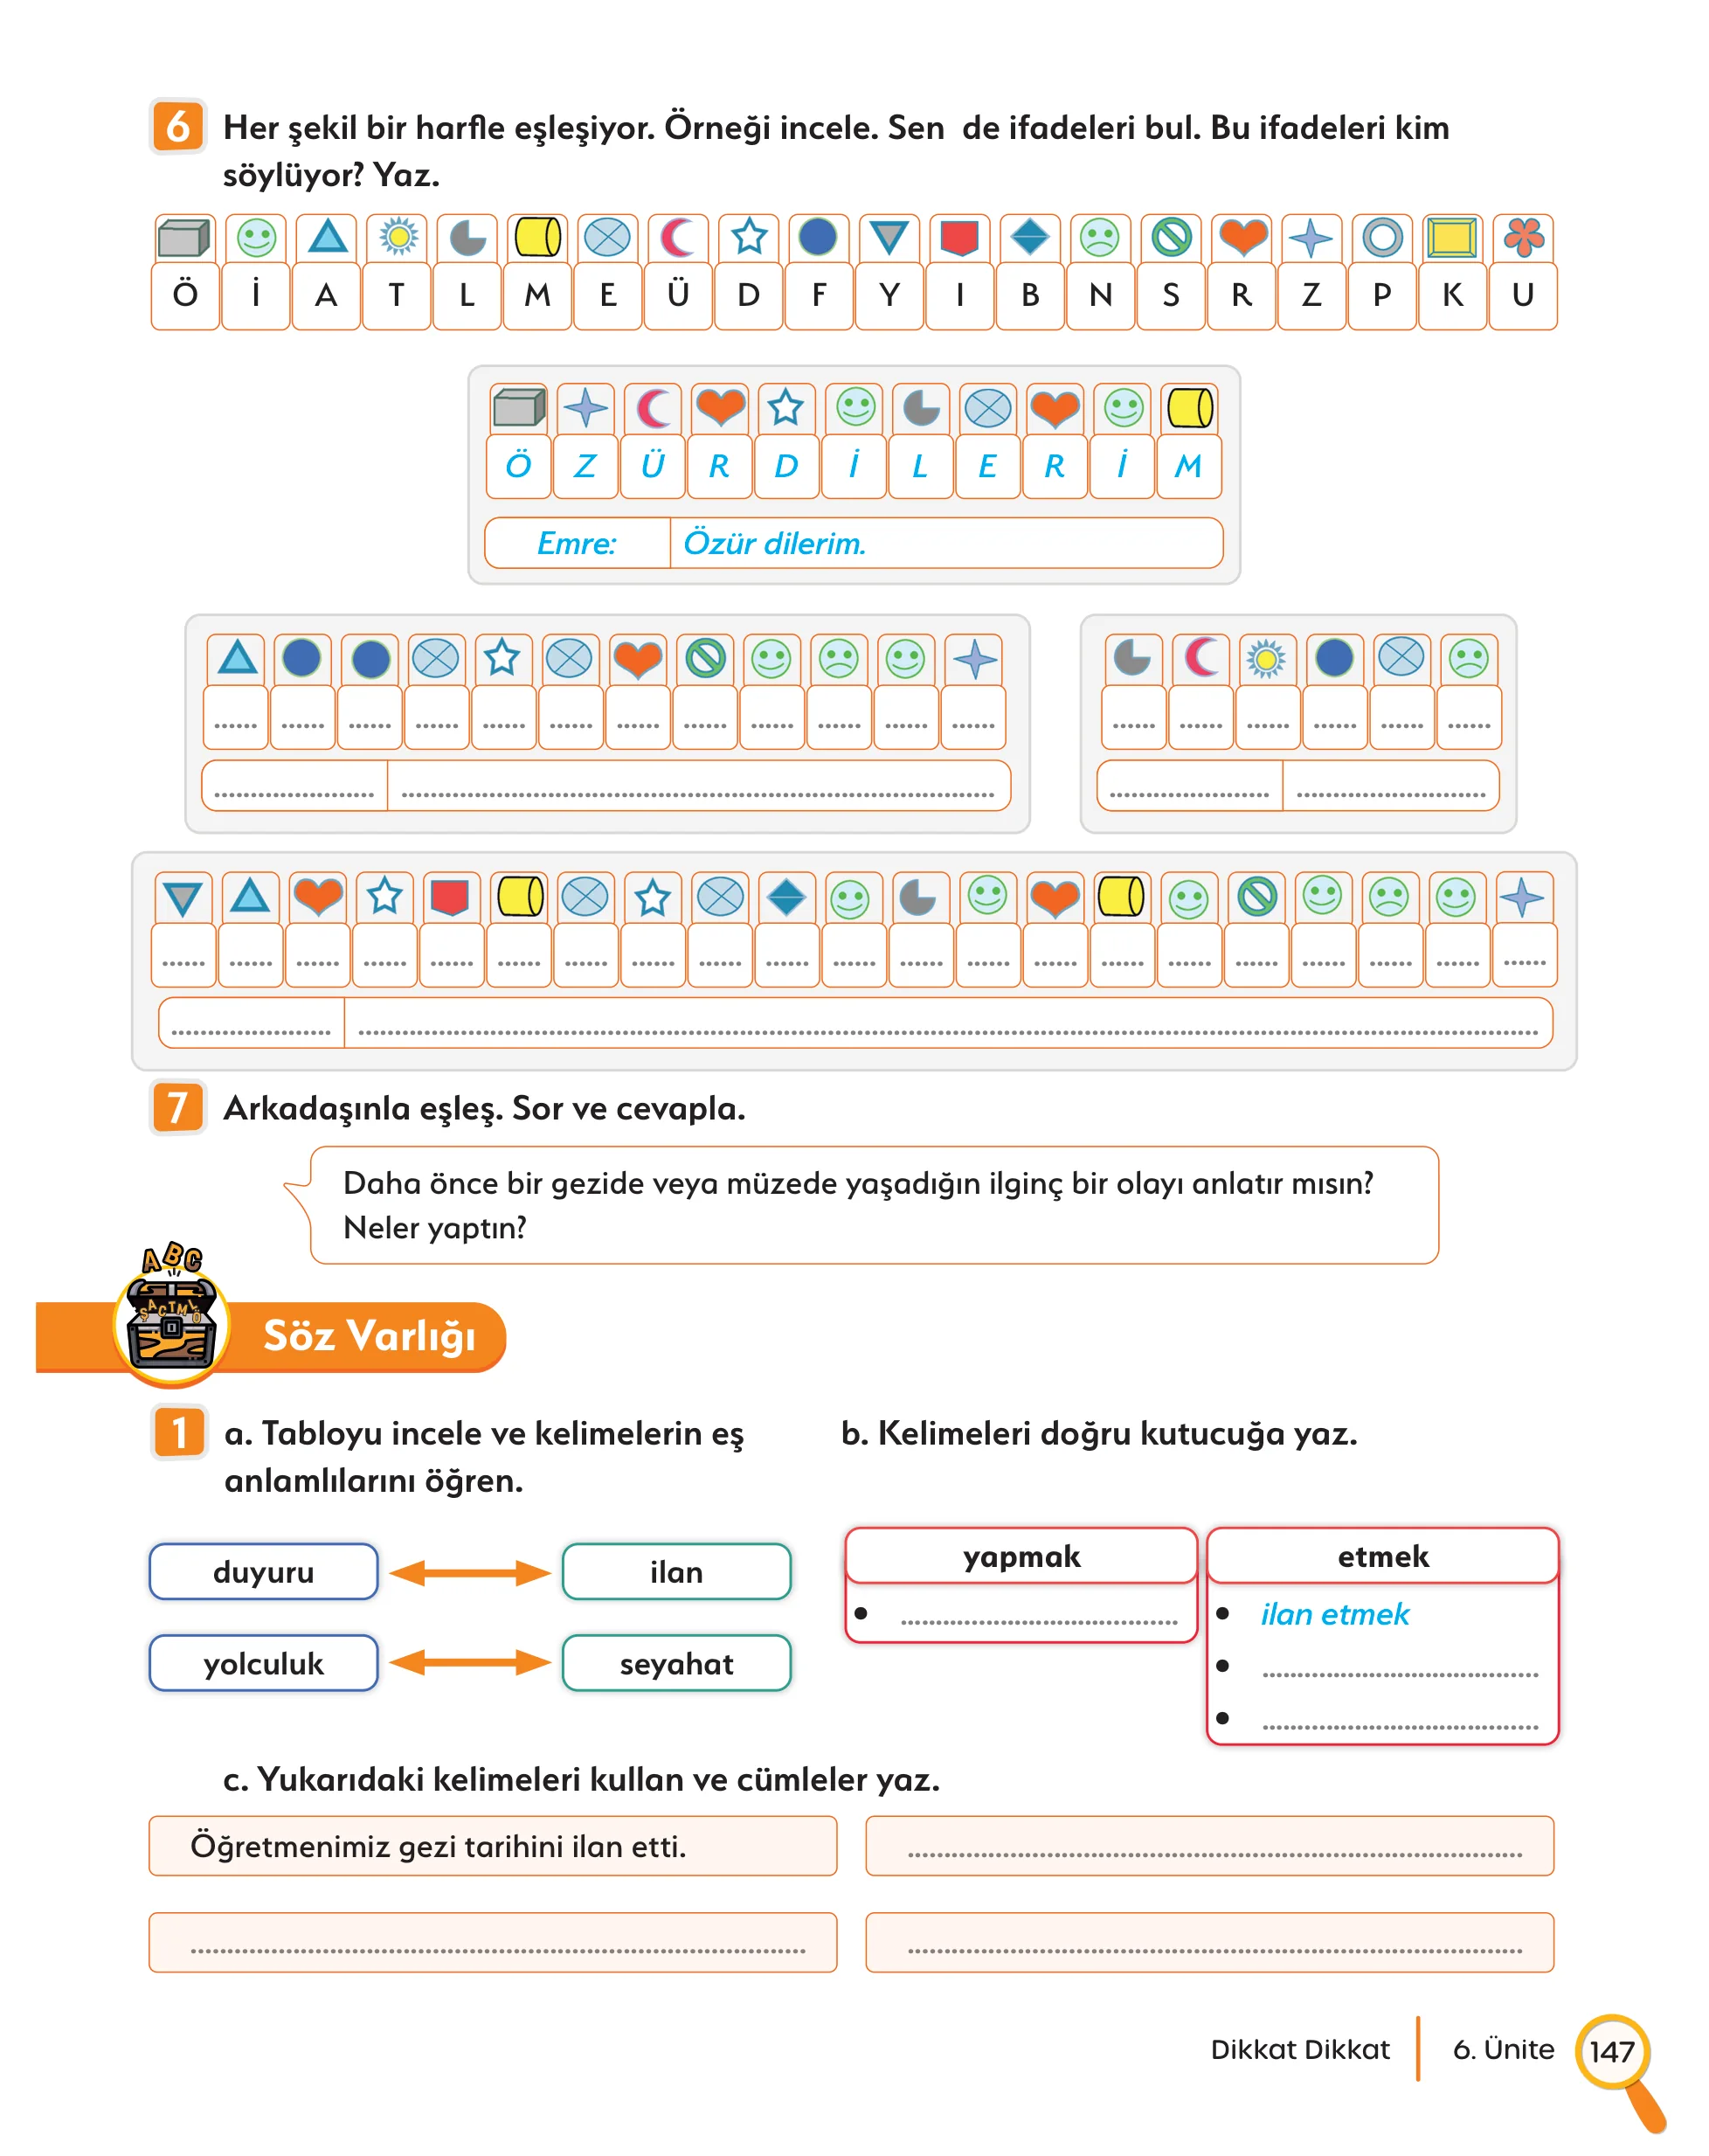 6 Her şekil bir harfle eşleşiyor. Örneği incele. Sen de ifadeleri bul. Bu ifadeleri kim
söylüyor? Yaz.
Ö İ A T L M E Ü D F Y I B N S R Z P K U
Ö Z Ü R D İ L E R İ M
Emre: Özür dilerim.
...... ...... ...... ...... ...... ...... ...... ...... ...... ...... ...... ......
...... ...... ...... ...... ...... ......
7 Arkadaşınla eşleş. Sor ve cevapla.
Daha önce bir gezide veya müzede yaşadığın ilginç bir olayı anlatır mısın?
Neler yaptın?
A B C
Ş A C T M L Ö
Söz Varlığı
1 a. Tabloyu incele ve kelimelerin eş
anlamlılarını öğren.
b. Kelimeleri doğru kutucuğa yaz.
duyuru ilan
yolculuk seyahat
yapmak
etmek
• ilan etmek
c. Yukarıdaki kelimeleri kullan ve cümleler yaz.
Öğretmenimiz gezi tarihini ilan etti.
Dikkat Dikkat 6. Ünite 147